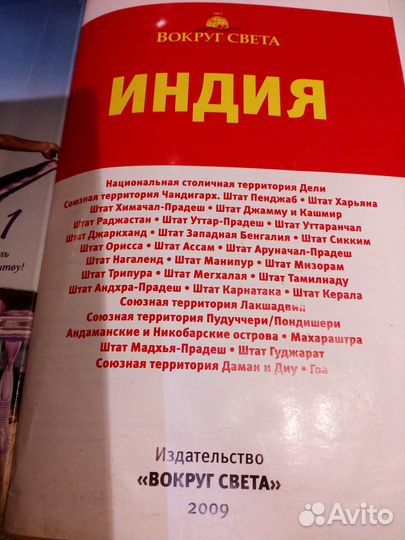 ВОКРУГ СВЕТА
ИНДИЯ
Национальная столичная территория Дели
Союзная территория Чандигарх. Штат Пенджаб • Штат Харьяна
Штат Химачал-Прадеш • Штат Джамму и Кашмир
Штат Раджастан • Штат Уттар-Прадеш • Штат Уттаранчал
Штат Джаркханд • Штат Западная Бенгалия • Штат Сикким
Штат Орисса • Штат Ассам • Штат Аруначал-Прадеш
Штат Нагаленд • Штат Манипур • Штат Мизорам
Штат Трипура • Штат Мегхалая • Штат Тамилнаду
Штат Андхра-Прадеш • Штат Карнатака • Штат Керала
Союзная территория Лакшадвип
Союзная территория Пудуччери/Пондишери
Андаманские и Никобарские острова • Махараштра
Штат Мадхья-Прадеш • Штат Гуджарат
Союзная территория Даман и Диу • Гоа
Издательство
«ВОКРУГ СВЕТА»
2009
1
ль
тву!
Avito